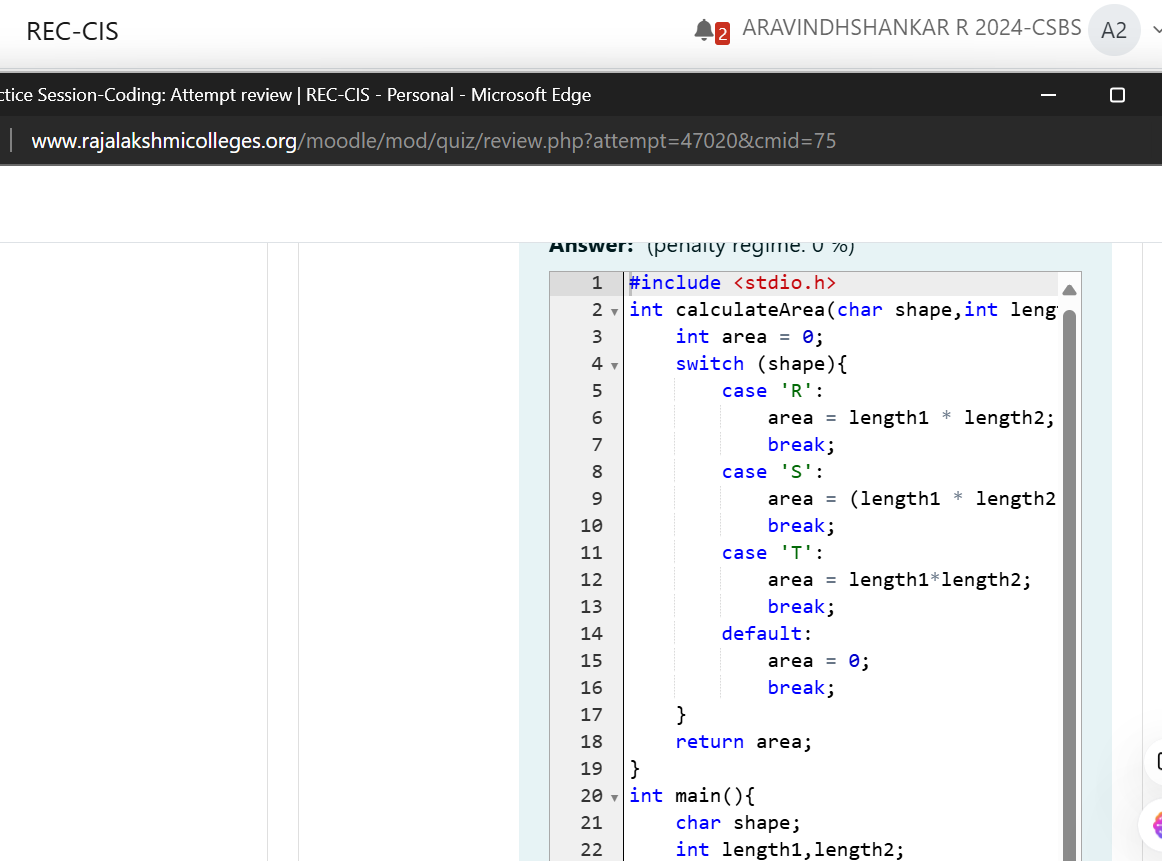 REC-CIS
2 ARAVINDHSHANKAR R 2024-CSBS A2
ctice Session-Coding: Attempt review | REC-CIS - Personal - Microsoft Edge
www.rajalakshmicolleges.org/moodle/mod/quiz/review.php?attempt=47020&cmid=75
Answer: (penalty regime: 0 %)
1 #include <stdio.h>
2 int calculateArea(char shape,int leng
3 int area = 0;
4 switch (shape){
5 case 'R':
6 area = length1 * length2;
7 break;
8 case 'S':
9 area = (length1 * length2
10 break;
11 case 'T':
12 area = length1*length2;
13 break;
14 default:
15 area = 0;
16 break;
17 }
18 return area;
19 }
20 int main(){
21 char shape;
22 int length1,length2;